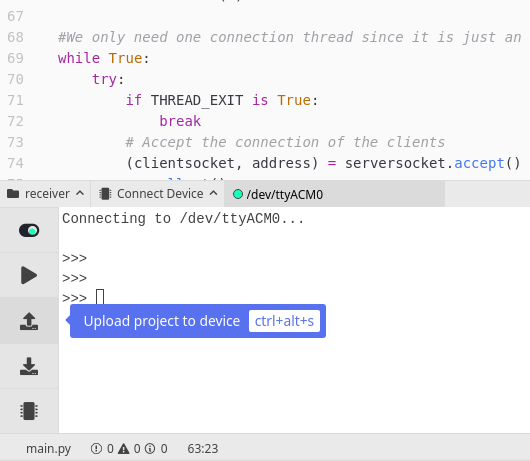 67
68 #We only need one connection thread since it is just an
69 while True:
70 try:
71 if THREAD_EXIT is True:
72 break
73 # Accept the connection of the clients
74 (clientsocket, address) = serversocket.accept()
receiver Connect Device /dev/ttyACM0
Connecting to /dev/ttyACM0...
>>>
>>>
>>>
Upload project to device ctrl+alt+s
main.py 0 0 0 63:23